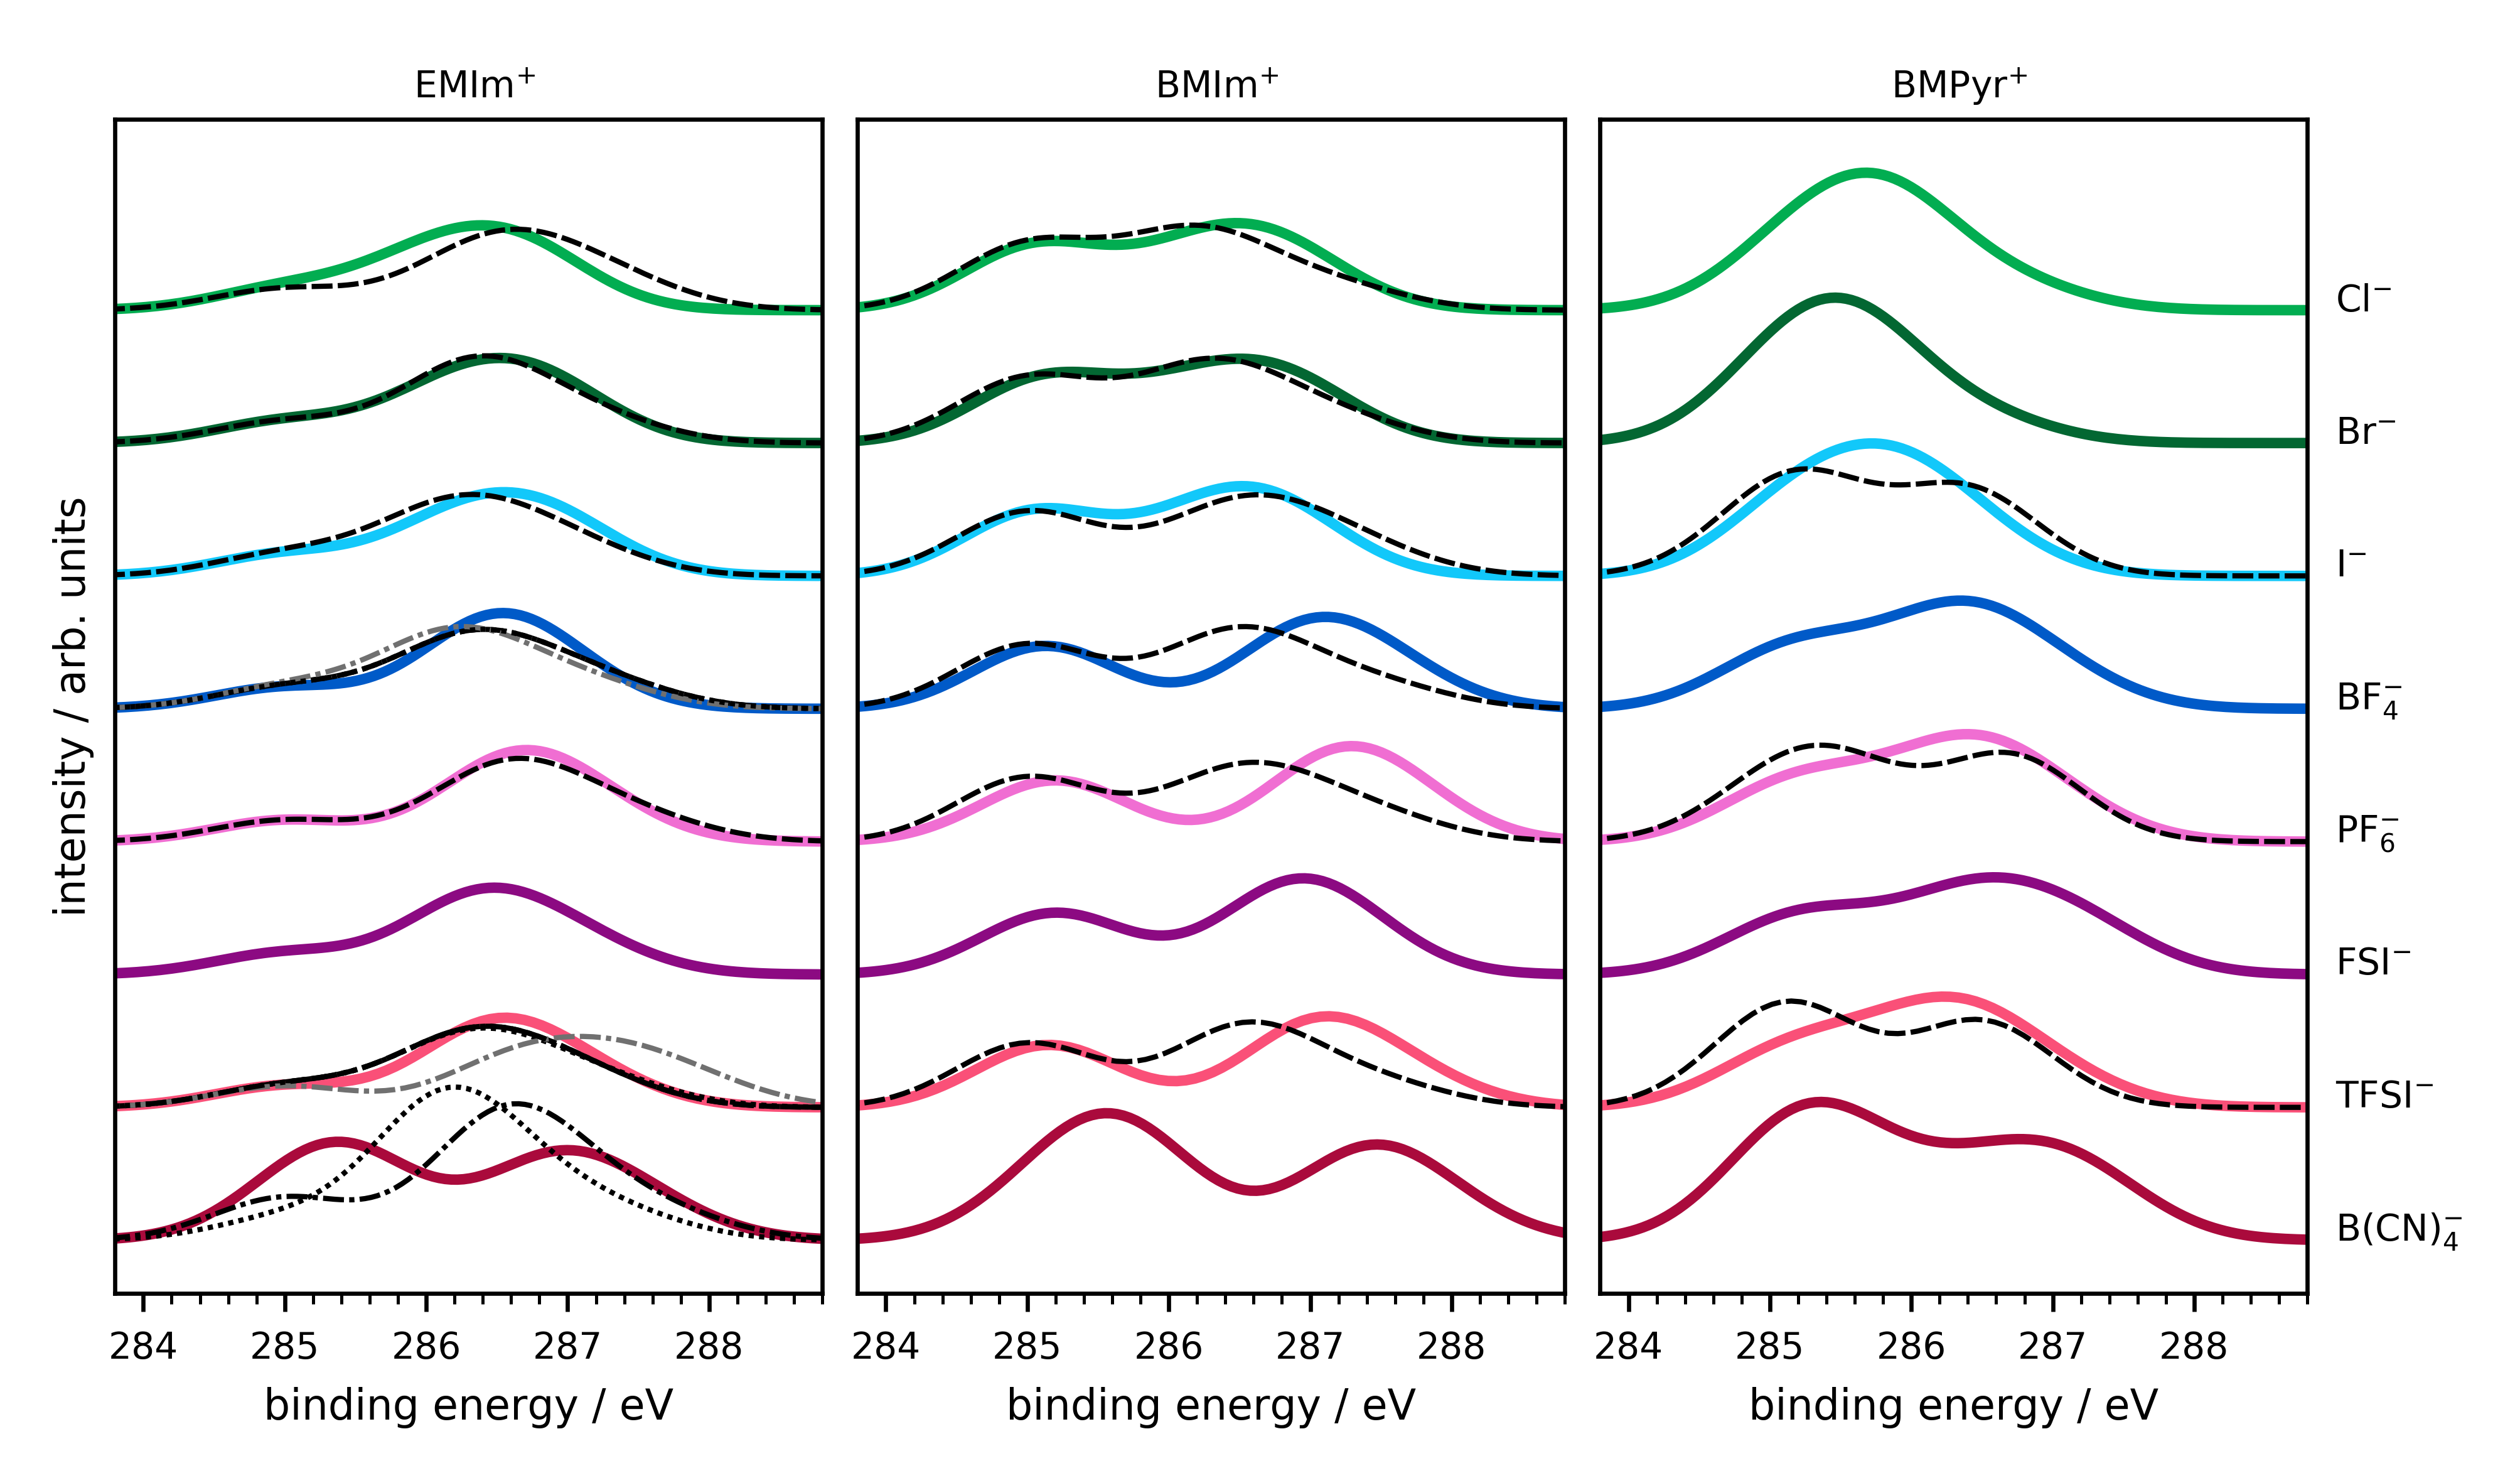 EMIm⁺ BMIm⁺ BMPyr⁺
Cl⁻
Br⁻
I⁻
BF₄⁻
PF₆⁻
FSI⁻
TFSI⁻
B(CN)₄⁻
intensity / arb. units
284 285 286 287 288 284 285 286 287 288 284 285 286 287 288
binding energy / eV binding energy / eV binding energy / eV